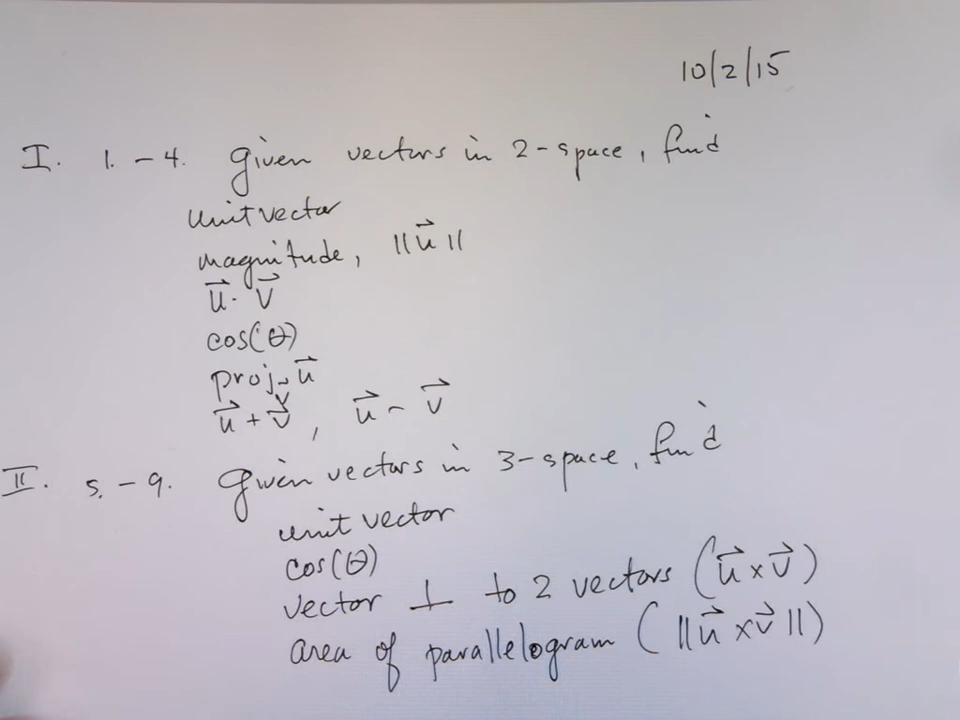 10/2/15
I. 1. - 4. Given vectors in 2-space, find
unit vector
magnitude, ||u⃗||
u⃗ · v⃗
cos(θ)
proj_v⃗ u⃗
u⃗ + v⃗, u⃗ - v⃗
II. 5. - 9. Given vectors in 3-space, find
unit vector
cos(θ)
vector ⊥ to 2 vectors (u⃗ × v⃗)
area of parallelogram (||u⃗ × v⃗||)